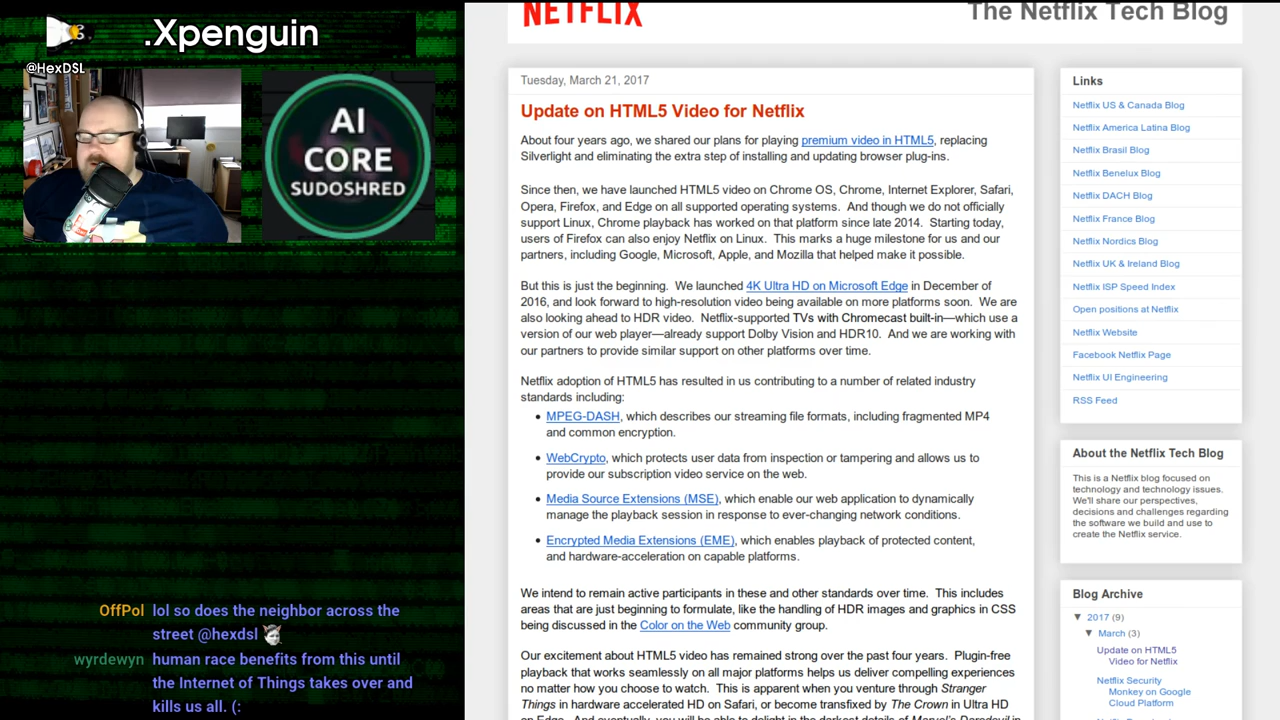 .Xpenguin
@HexDSL
AI
CORE
SUDOSHRED
OffPol lol so does the neighbor across the
street @hexdsl
wyrdewyn human race benefits from this until
the Internet of Things takes over and
kills us all. (:
NETFLIX
The Netflix Tech Blog
Tuesday, March 21, 2017
Update on HTML5 Video for Netflix
About four years ago, we shared our plans for playing premium video in HTML5, replacing
Silverlight and eliminating the extra step of installing and updating browser plug-ins.
Since then, we have launched HTML5 video on Chrome OS, Chrome, Internet Explorer, Safari,
Opera, Firefox, and Edge on all supported operating systems. And though we do not officially
support Linux, Chrome playback has worked on that platform since late 2014. Starting today,
users of Firefox can also enjoy Netflix on Linux. This marks a huge milestone for us and our
partners, including Google, Microsoft, Apple, and Mozilla that helped make it possible.
But this is just the beginning. We launched 4K Ultra HD on Microsoft Edge in December of
2016, and look forward to high-resolution video being available on more platforms soon. We are
also looking ahead to HDR video. Netflix-supported TVs with Chromecast built-in—which use a
version of our web player—already support Dolby Vision and HDR10. And we are working with
our partners to provide similar support on other platforms over time.
Netflix adoption of HTML5 has resulted in us contributing to a number of related industry
standards including:
• MPEG-DASH, which describes our streaming file formats, including fragmented MP4
and common encryption.
• WebCrypto, which protects user data from inspection or tampering and allows us to
provide our subscription video service on the web.
• Media Source Extensions (MSE), which enable our web application to dynamically
manage the playback session in response to ever-changing network conditions.
• Encrypted Media Extensions (EME), which enables playback of protected content,
and hardware-acceleration on capable platforms.
We intend to remain active participants in these and other standards over time. This includes
areas that are just beginning to formulate, like the handling of HDR images and graphics in CSS
being discussed in the Color on the Web community group.
Our excitement about HTML5 video has remained strong over the past four years. Plugin-free
playback that works seamlessly on all major platforms helps us deliver compelling experiences
no matter how you choose to watch. This is apparent when you venture through Stranger
Things in hardware accelerated HD on Safari, or become transfixed by The Crown in Ultra HD
on Edge. And eventually, you will be able to delight in the darkest details of Marvel's Daredevil in
Links
Netflix US & Canada Blog
Netflix America Latina Blog
Netflix Brasil Blog
Netflix Benelux Blog
Netflix DACH Blog
Netflix France Blog
Netflix Nordics Blog
Netflix UK & Ireland Blog
Netflix ISP Speed Index
Open positions at Netflix
Netflix Website
Facebook Netflix Page
Netflix UI Engineering
RSS Feed
About the Netflix Tech Blog
This is a Netflix blog focused on
technology and technology issues.
We'll share our perspectives,
decisions and challenges regarding
the software we build and use to
create the Netflix service.
Blog Archive
▼ 2017 (9)
▼ March (3)
Update on HTML5
Video for Netflix
Netflix Security
Monkey on Google
Cloud Platform